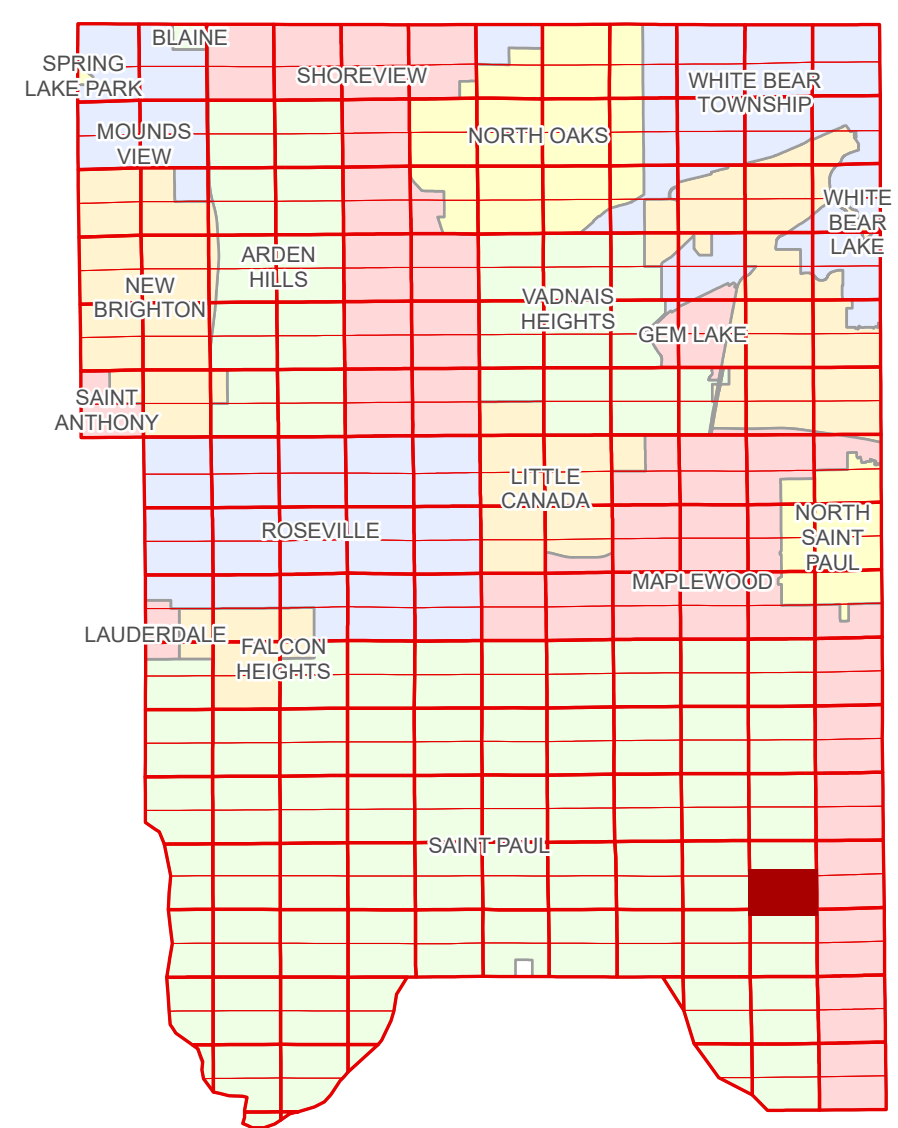 BLAINE
SPRING
LAKE PARK
SHOREVIEW
WHITE BEAR
TOWNSHIP
MOUNDS
VIEW
NORTH OAKS
WHITE
BEAR
LAKE
ARDEN
HILLS
NEW
BRIGHTON
VADNAIS
HEIGHTS
GEM LAKE
SAINT
ANTHONY
LITTLE
CANADA
ROSEVILLE
NORTH
SAINT
PAUL
MAPLEWOOD
LAUDERDALE
FALCON
HEIGHTS
SAINT PAUL